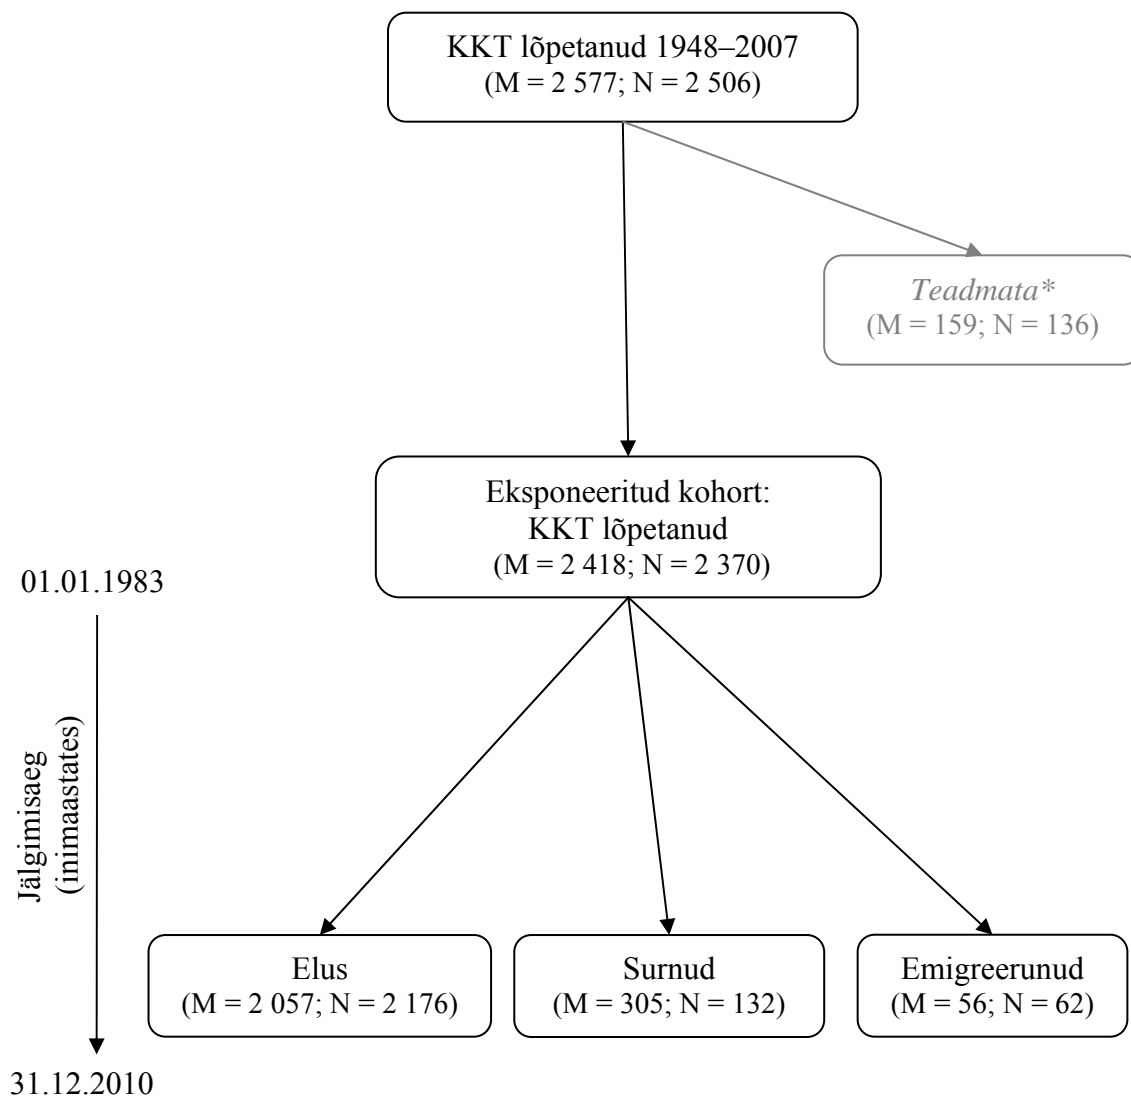 KKT lõpetanud 1948–2007
(M = 2 577; N = 2 506)
Teadmata*
(M = 159; N = 136)
Eksponeeritud kohort:
KKT lõpetanud
(M = 2 418; N = 2 370)
01.01.1983
Jälgimisaeg
(inimaastates)
Elus
(M = 2 057; N = 2 176)
Surnud
(M = 305; N = 132)
Emigreerunud
(M = 56; N = 62)
31.12.2010